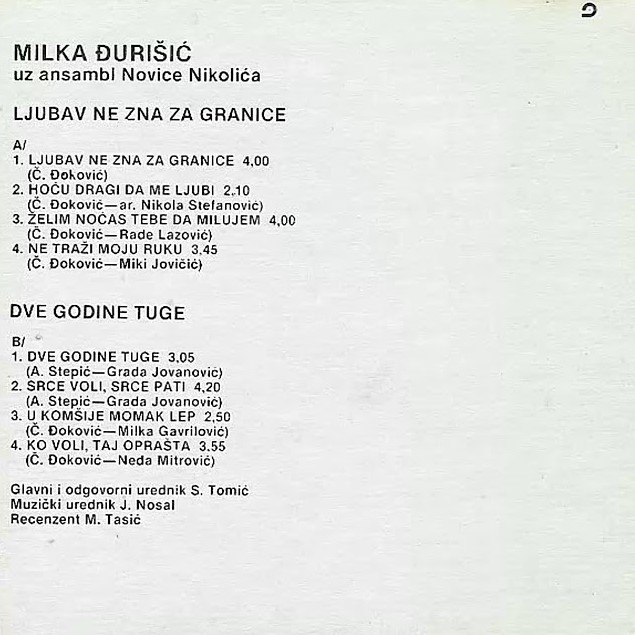 MILKA ĐURIŠIĆ
uz ansambl Novice Nikolića
LJUBAV NE ZNA ZA GRANICE
A/
1. LJUBAV NE ZNA ZA GRANICE 4,00
(Č. Đoković)
2. HOĆU DRAGI DA ME LJUBI 2,10
(Č. Đoković—ar. Nikola Stefanović)
3. ŽELIM NOĆAS TEBE DA MILUJEM 4,00
(Č. Đoković—Rade Lazović)
4. NE TRAŽI MOJU RUKU 3,45
(Č. Đoković—Miki Jovičić)
DVE GODINE TUGE
B/
1. DVE GODINE TUGE 3,05
(A. Stepić—Grada Jovanović)
2. SRCE VOLI, SRCE PATI 4,20
(A. Stepić—Grada Jovanović)
3. U KOMŠIJE MOMAK LEP 2,50
(Č. Đoković—Milka Gavrilović)
4. KO VOLI, TAJ OPRAŠTA 3,55
(Č. Đoković—Neda Mitrović)
Glavni i odgovorni urednik S. Tomić
Muzički urednik J. Nosal
Recenzent M. Tasić